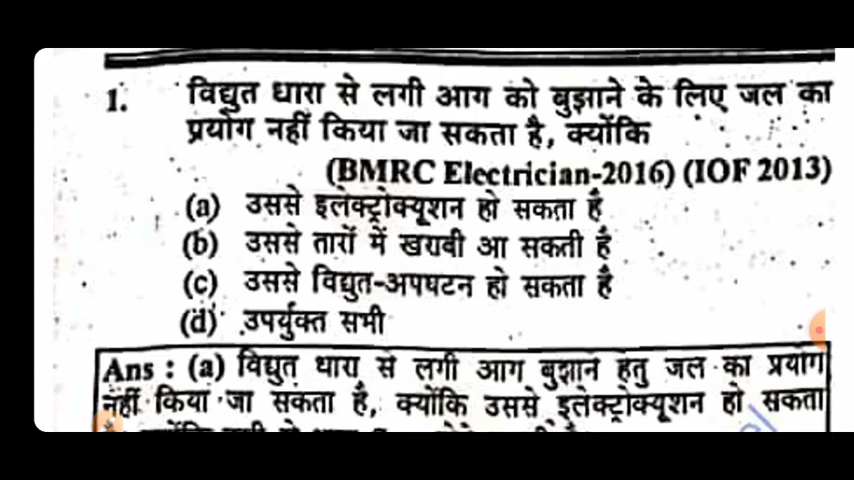 1. विद्युत धारा से लगी आग को बुझाने के लिए जल का
प्रयोग नहीं किया जा सकता है, क्योंकि
(BMRC Electrician-2016) (IOF 2013)
(a) उससे इलेक्ट्रोक्यूशन हो सकता है
(b) उससे तारों में खराबी आ सकती है
(c) उससे विद्युत-अपघटन हो सकता है
(d) उपर्युक्त सभी
Ans : (a) विद्युत धारा से लगी आग बुझाने हेतु जल का प्रयोग
नहीं किया जा सकता है, क्योंकि उससे इलेक्ट्रोक्यूशन हो सकता